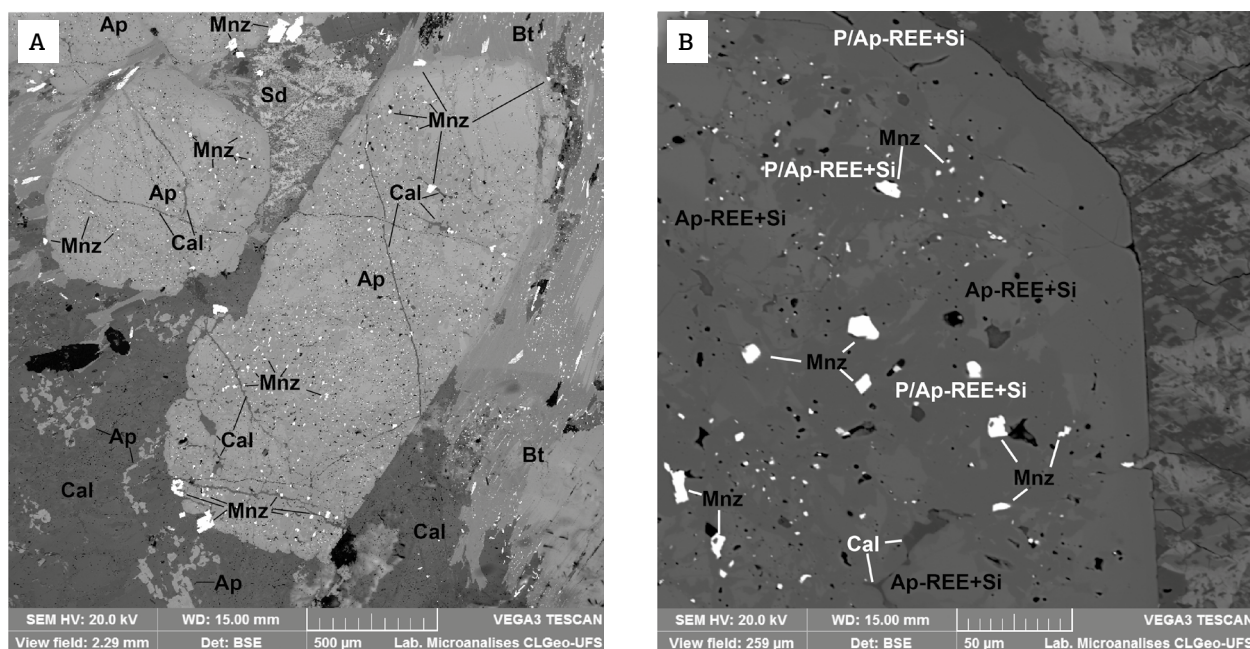 A
Ap
Mnz
Bt
Sd
Mnz
Mnz
Ap
Cal
Mnz
Cal
Ap
Mnz
Ap
Cal
Bt
Cal
Mnz
Cal
Ap
SEM HV: 20.0 kV WD: 15.00 mm VEGA3 TESCAN
View field: 2.29 mm Det: BSE 500 µm Lab. Microanalises CLGeo-UFS
B
P/Ap-REE+Si
Mnz
P/Ap-REE+Si
Ap-REE+Si
Ap-REE+Si
Mnz
P/Ap-REE+Si
Mnz
Mnz
Cal
Ap-REE+Si
SEM HV: 20.0 kV WD: 15.00 mm VEGA3 TESCAN
View field: 259 µm Det: BSE 50 µm Lab. Microanalises CLGeo-UFS